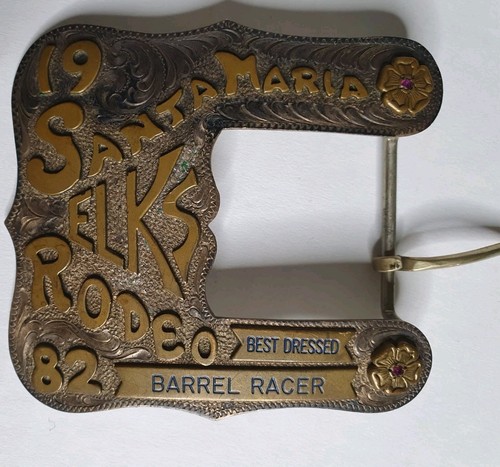 19 SANTA MARIA
ELKS
RODEO
82 BEST DRESSED
BARREL RACER